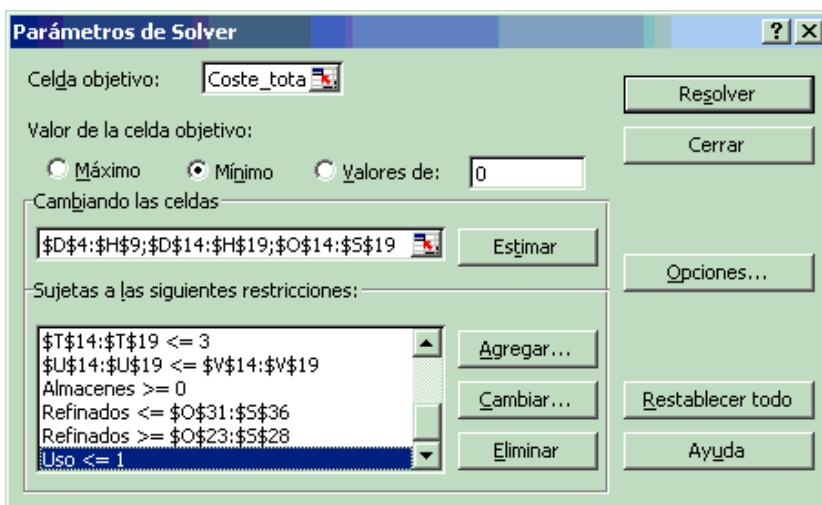 Parámetros de Solver
Celda objetivo: Coste_tota
Resolver
Valor de la celda objetivo:
Cerrar
Máximo Mínimo Valores de: 0
Cambiando las celdas
$D$4:$H$9;$D$14:$H$19;$O$14:$S$19 Estimar
Opciones...
Sujetas a las siguientes restricciones:
$T$14:$T$19 <= 3
$U$14:$U$19 <= $V$14:$V$19
Almacenes >= 0
Refinados <= $O$31:$S$36
Refinados >= $O$23:$S$28
Uso <= 1
Agregar...
Cambiar...
Eliminar
Restablecer todo
Ayuda